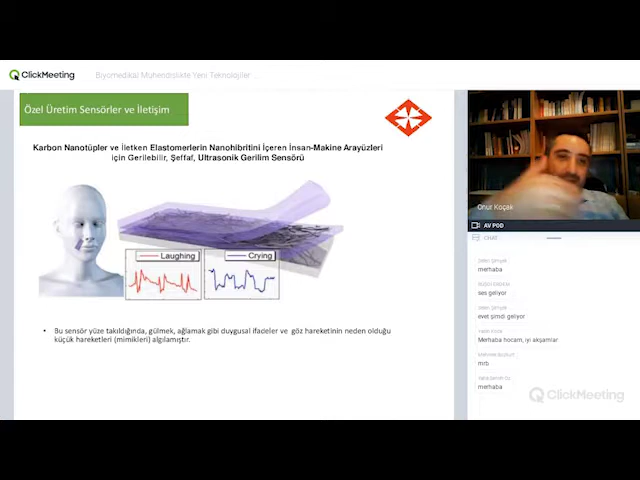 ClickMeeting
Biyomedikal Mühendislikte Yeni Teknolojiler ...
Özel Üretim Sensörler ve İletişim
Karbon Nanotüpler ve İletken Elastomerlerin Nanohibritini İçeren İnsan-Makine Arayüzleri
için Gerilebilir, Şeffaf, Ultrasonik Gerilim Sensörü
Laughing
Crying
• Bu sensör yüze takıldığında, gülmek, ağlamak gibi duygusal ifadeler ve göz hareketinin neden olduğu
küçük hareketleri (mimikleri) algılamıştır.
Onur Koçak
AV POD
CHAT
merhaba
ses geliyor
evet şimdi geliyor
Merhaba hocam, iyi akşamlar
mrb
merhaba
ClickMeeting